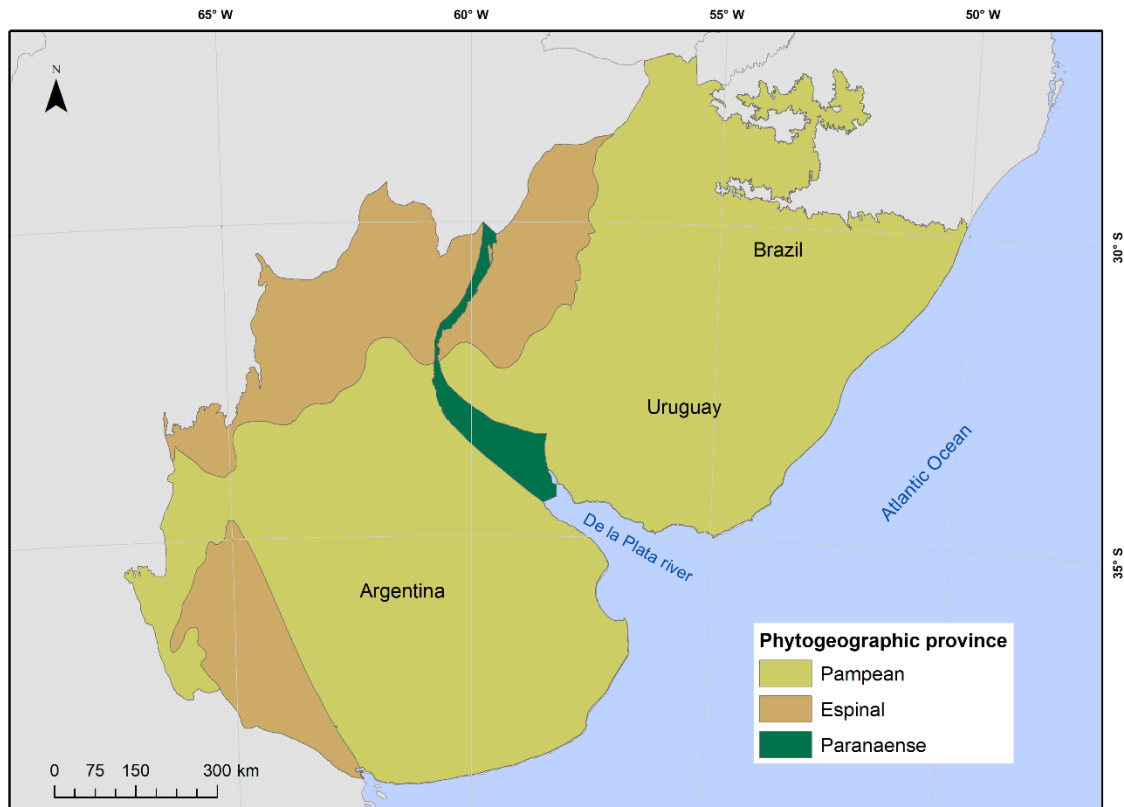 65° W 60° W 55° W 50° W
N
30° S
Brazil
Uruguay
Atlantic Ocean
De la Plata river
35° S
Argentina
Phytogeographic province
Pampean
Espinal
Paranaense
0 75 150 300 km